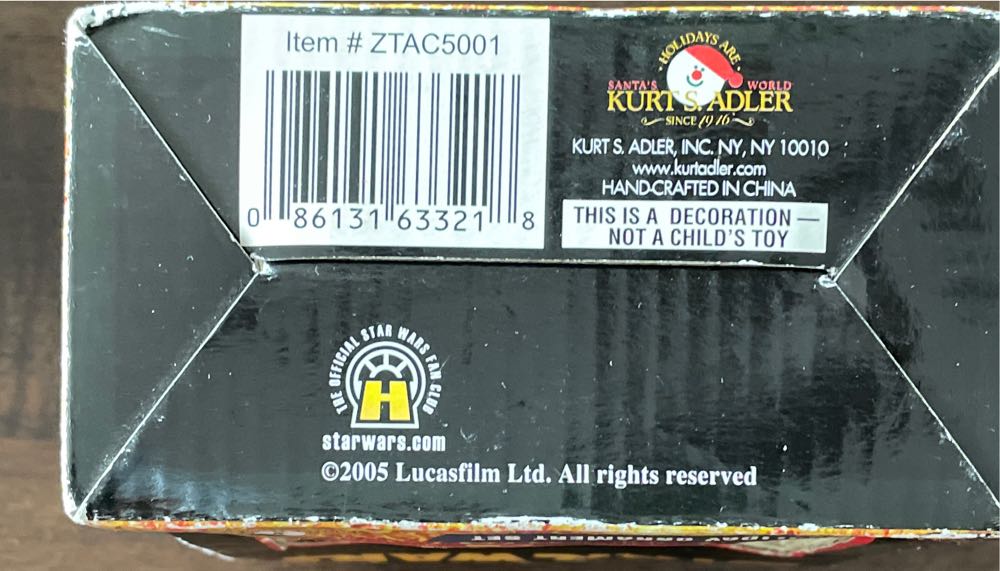 Item # ZTAC5001
0 86131 63321 8
HOLIDAYS ARE
SANTA'S WORLD
KURT S. ADLER
SINCE 1946
KURT S. ADLER, INC. NY, NY 10010
www.kurtadler.com
HANDCRAFTED IN CHINA
THIS IS A DECORATION —
NOT A CHILD'S TOY
THE OFFICIAL STAR WARS FAN CLUB
H
starwars.com
©2005 Lucasfilm Ltd. All rights reserved
ORNAMENT SET